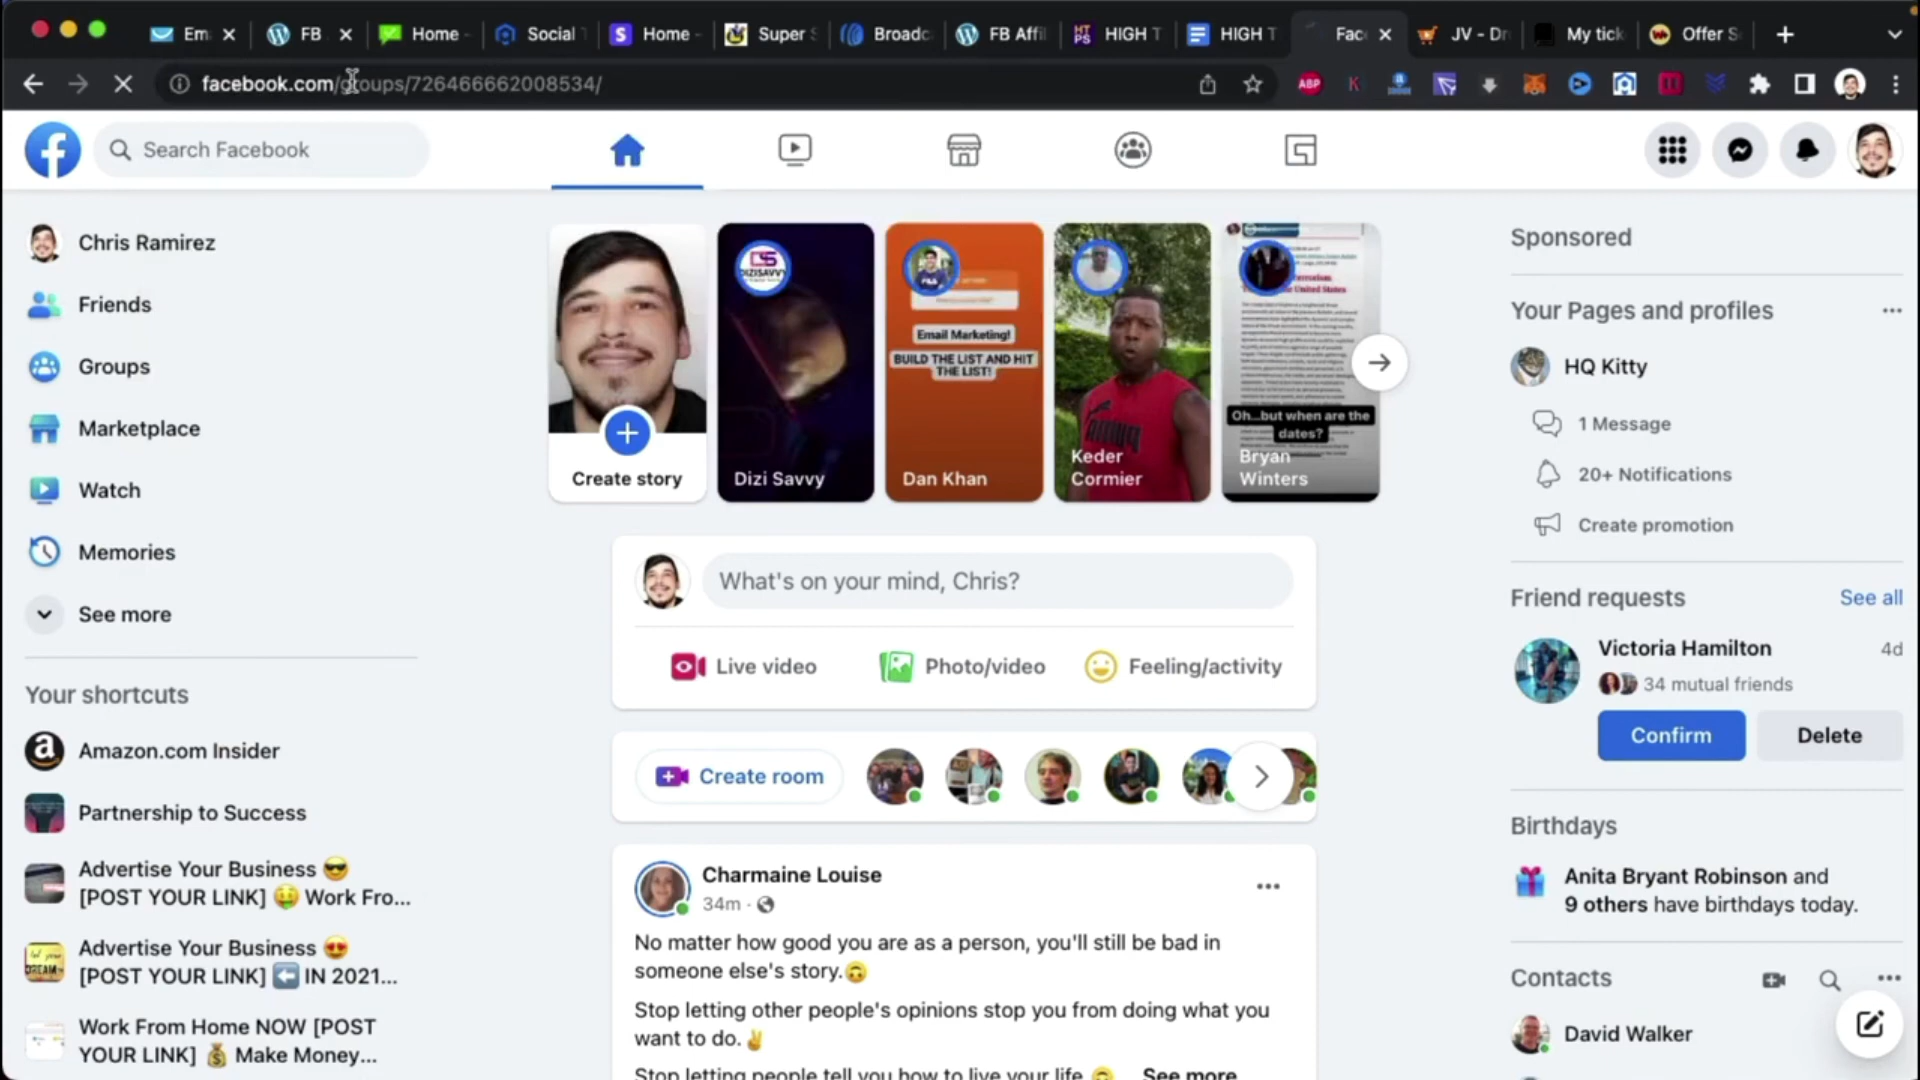 Em
FB
Home
Social
Home
Super S
Broadc
FB Affil
HIGH T
HIGH T
Fac
JV - Dr
My tick
Offer S
facebook.com/groups/726466662008534/
ABP
Search Facebook
Chris Ramirez
Friends
Groups
Marketplace
Watch
Memories
See more
Your shortcuts
Amazon.com Insider
Partnership to Success
Advertise Your Business 😎
[POST YOUR LINK] 🤑 Work Fro...
Advertise Your Business 😍
[POST YOUR LINK] ⬅️ IN 2021...
Work From Home NOW [POST
YOUR LINK] 💰 Make Money...
Create story
DIZISAVVY
Dizi Savvy
Email Marketing!
BUILD THE LIST AND HIT
THE LIST!
Dan Khan
Keder
Cormier
Oh...but when are the
dates?
Bryan
Winters
What's on your mind, Chris?
Live video
Photo/video
Feeling/activity
Create room
Charmaine Louise
34m ·
No matter how good you are as a person, you'll still be bad in
someone else's story.🙃
Stop letting other people's opinions stop you from doing what you
want to do.✌️
Stop letting people tell you how to live your life 🙃 See more
Sponsored
Your Pages and profiles
HQ Kitty
1 Message
20+ Notifications
Create promotion
Friend requests
See all
Victoria Hamilton
4d
34 mutual friends
Confirm
Delete
Birthdays
Anita Bryant Robinson and
9 others have birthdays today.
Contacts
David Walker